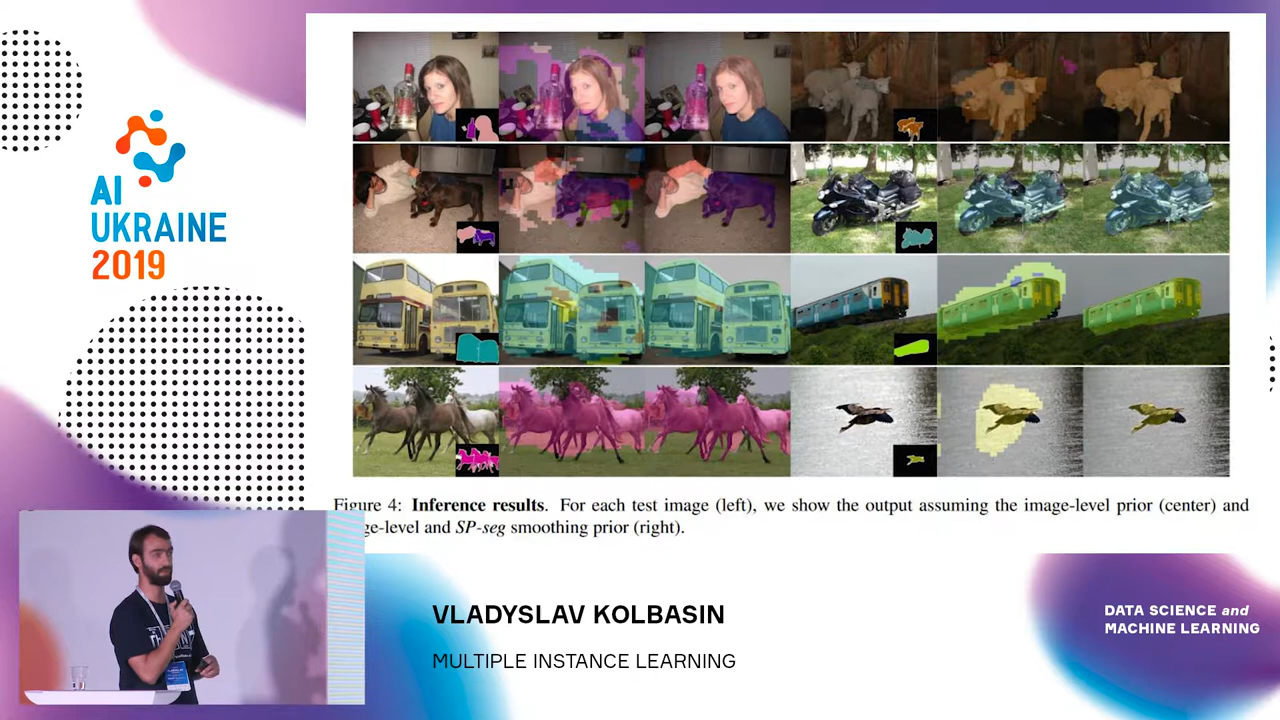 AI
UKRAINE
2019
Figure 4: Inference results. For each test image (left), we show the output assuming the image-level prior (center) and
ge-level and SP-seg smoothing prior (right).
VLADYSLAV KOLBASIN
MULTIPLE INSTANCE LEARNING
DATA SCIENCE and
MACHINE LEARNING